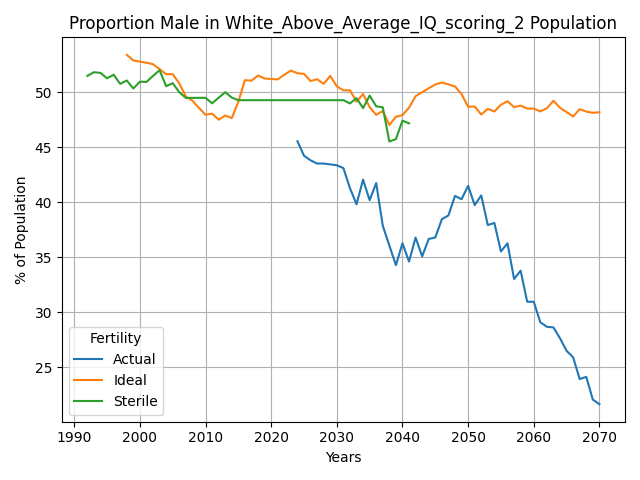 Proportion Male in White_Above_Average_IQ_scoring_2 Population
% of Population
50
45
40
35
30
25
Fertility
Actual
Ideal
Sterile
1990 2000 2010 2020 2030 2040 2050 2060 2070
Years